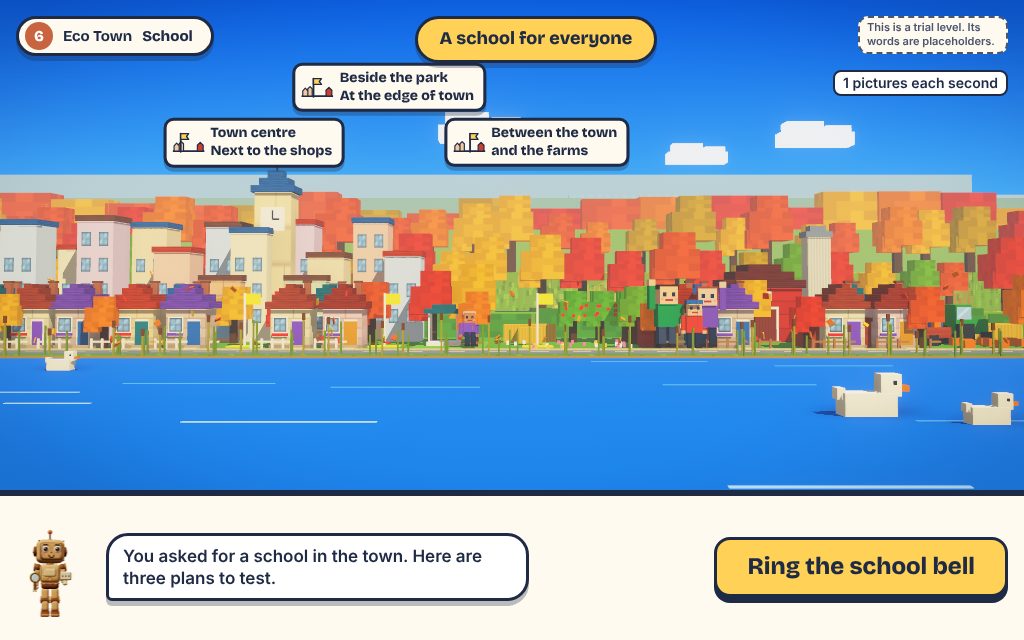 6 Eco Town School
A school for everyone
This is a trial level. Its
words are placeholders.
1 pictures each second
Beside the park
At the edge of town
Town centre
Next to the shops
Between the town
and the farms
You asked for a school in the town. Here are
three plans to test.
Ring the school bell